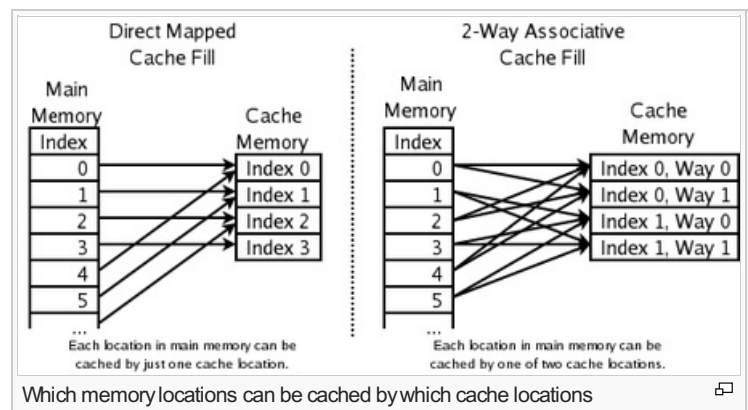 Direct Mapped
Cache Fill
Main
Memory
Index
0
1
2
3
4
5
...
Cache
Memory
Index 0
Index 1
Index 2
Index 3
Each location in main memory can be
cached by just one cache location.
2-Way Associative
Cache Fill
Main
Memory
Index
0
1
2
3
4
5
...
Cache
Memory
Index 0, Way 0
Index 0, Way 1
Index 1, Way 0
Index 1, Way 1
Each location in main memory can be
cached by one of two cache locations.
Which memory locations can be cached by which cache locations